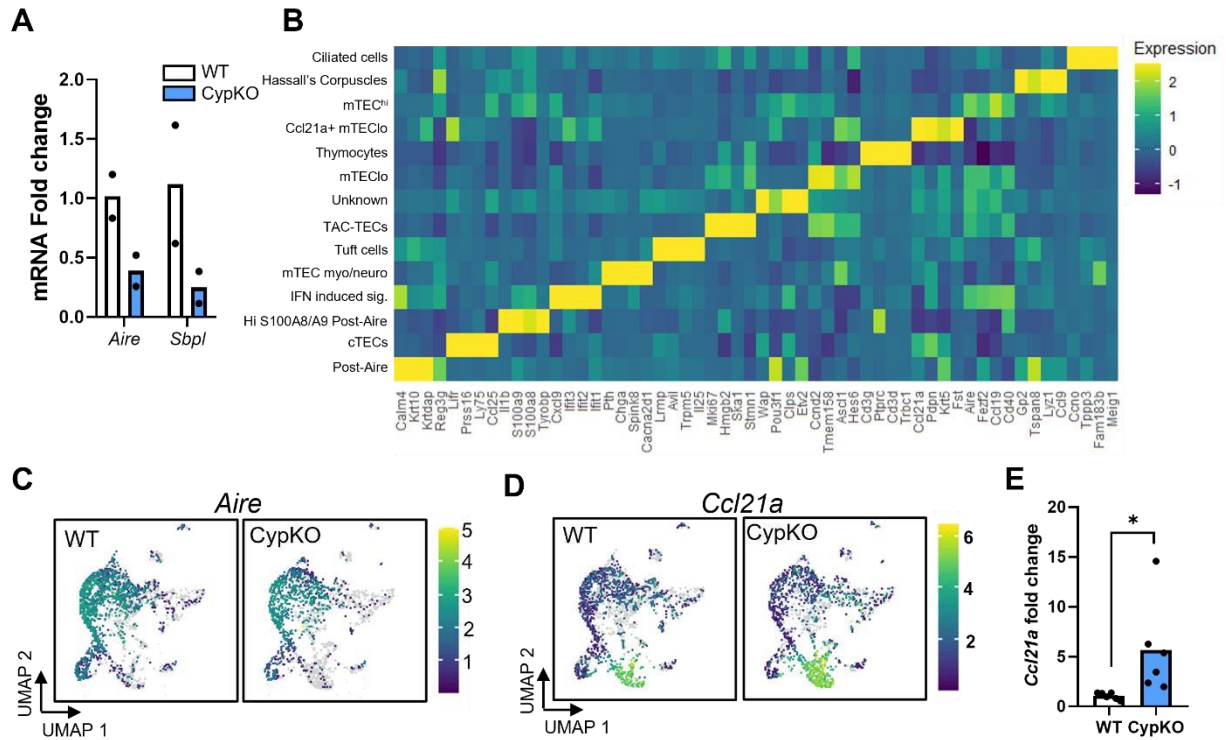 A
WT
CypKO
mRNA Fold change
2.0
1.5
1.0
0.5
0.0
Aire
Sbpl
B
Ciliated cells
Hassall's Corpuscles
mTEChi
Ccl21a+ mTEClo
Thymocytes
mTEClo
Unknown
TAC-TECs
Tuft cells
mTEC myo/neuro
IFN induced sig.
Hi S100A8/A9 Post-Aire
cTECs
Post-Aire
Calm4
Krt10
Krtdap
Reg3g
Lifr
Prss16
Ly75
Ccl25
Il1b
S100a9
S100a8
Tyrobp
Cxcl9
Ifit3
Ifit2
Ifit1
Pth
Chga
Spink8
Cacna2d1
Lrmp
Avil
Trpm5
Il25
Mki67
Hmgb2
Ska1
Stmn1
Wap
Pou3f1
Clps
Etv2
Ccnd2
Tmem158
Ascl1
Hes6
Cd3g
Ptprc
Cd3d
Trbc1
Ccl21a
Pdpn
Krt5
Fst
Aire
Fezf2
Ccl19
Cd40
Gp2
Tspan8
Lyz1
Ccl9
Ccno
Tppp3
Fam183b
Meig1
Expression
2
1
0
-1
C
Aire
WT
CypKO
5
4
3
2
1
UMAP 2
UMAP 1
D
Ccl21a
WT
CypKO
6
4
2
UMAP 2
UMAP 1
E
Ccl21a fold change
20
15
10
5
0
*
WT CypKO